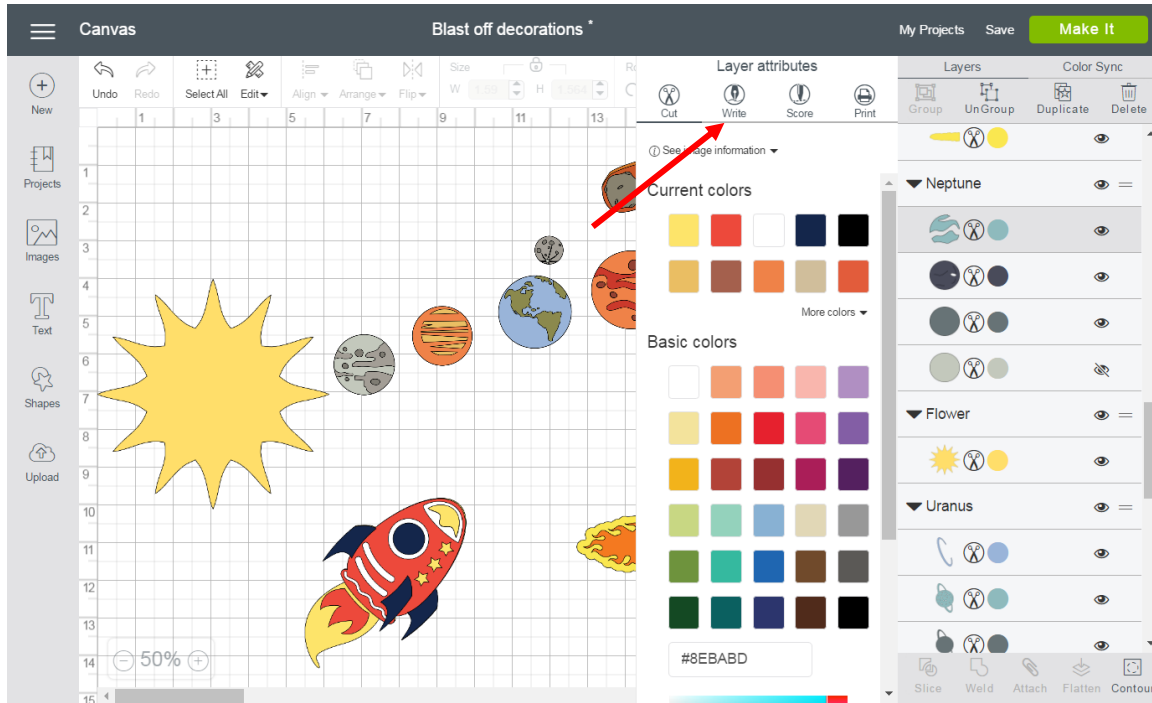 Canvas
Blast off decorations *
My Projects Save Make It
New
Projects
Images
Text
Shapes
Upload
Undo Redo Select All Edit Align Arrange Flip
Size
W 1.59 H 1.564
1 3 5 7 9 11 13
1
2
3
4
5
6
7
8
9
10
11
12
13
14
15
50%
Layer attributes
Cut Write Score Print
See image information
Current colors
More colors
Basic colors
#8EBABD
Layers Color Sync
Group UnGroup Duplicate Delete
Neptune
Flower
Uranus
Slice Weld Attach Flatten Contour